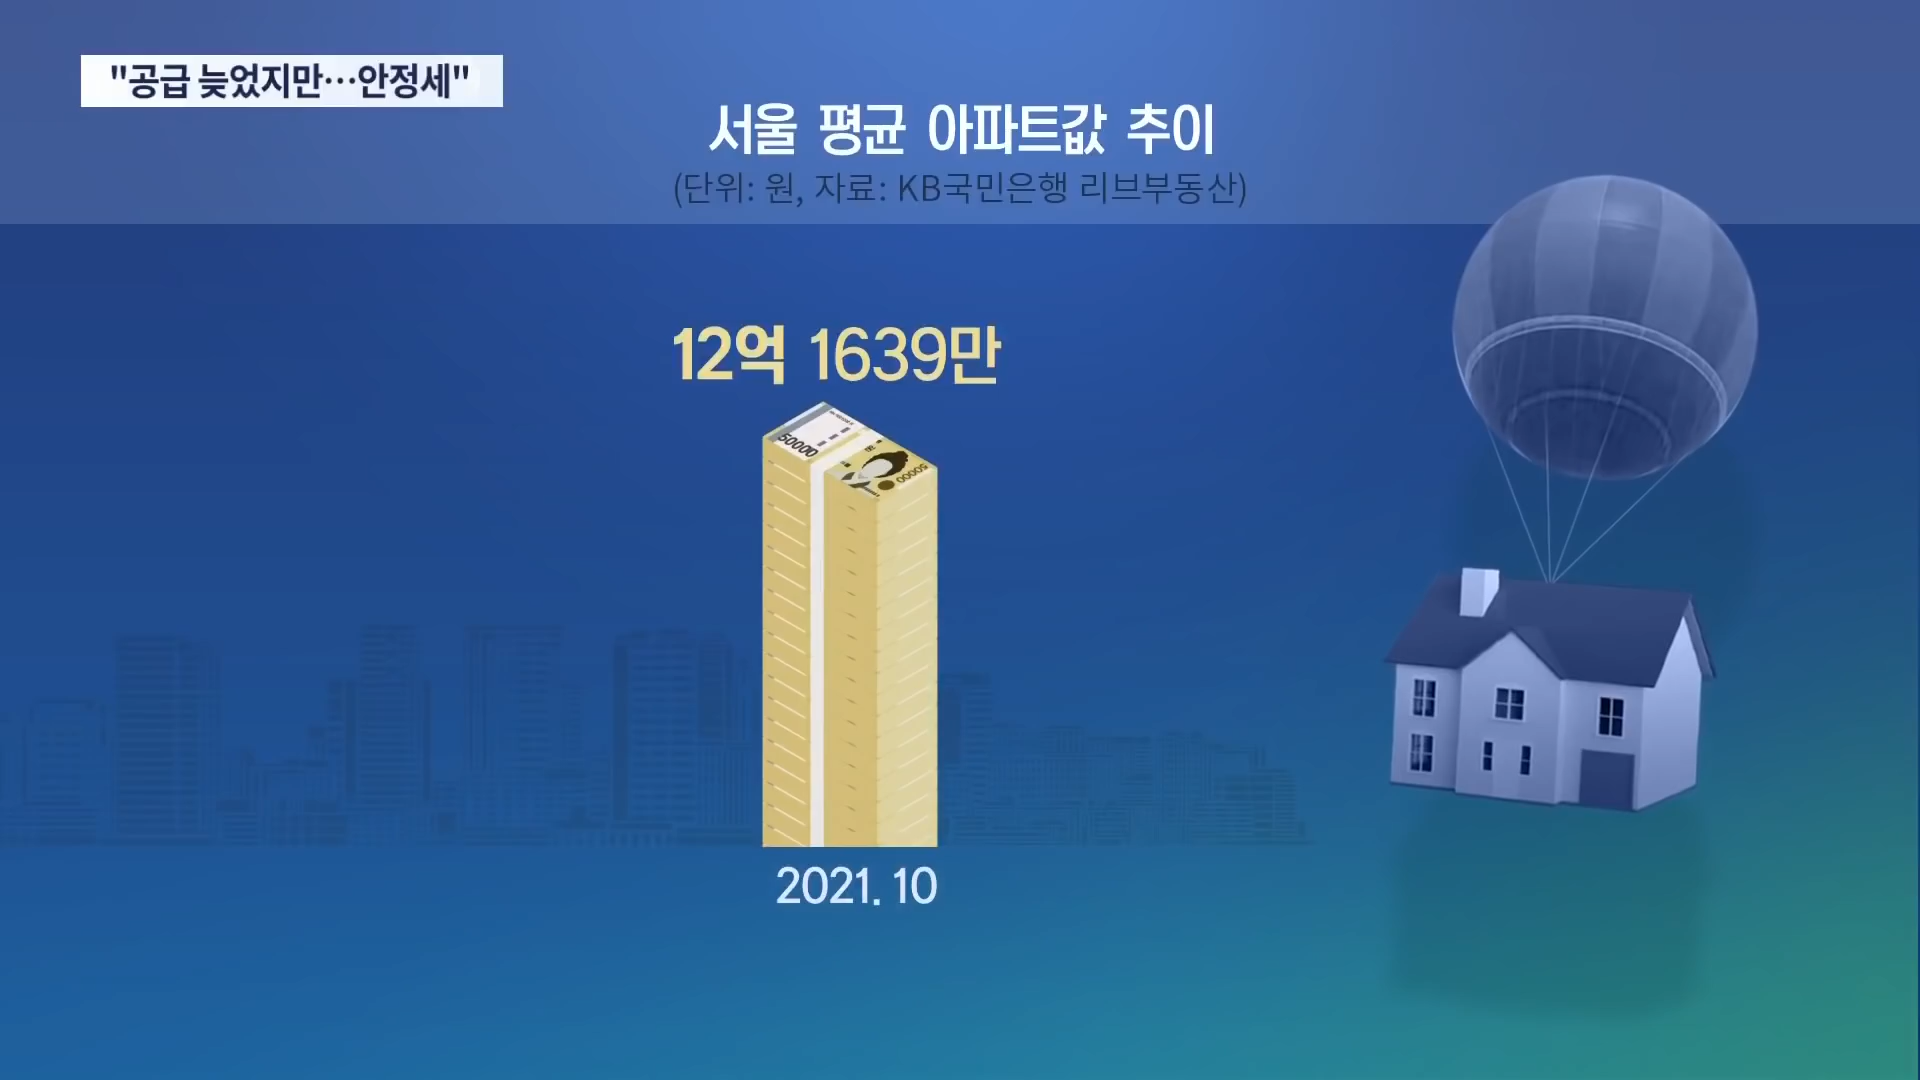 "공급 늦었지만…안정세"
서울 평균 아파트값 추이
(단위: 원, 자료: KB국민은행 리브부동산)
12억 1639만
50000
50000
2021. 10